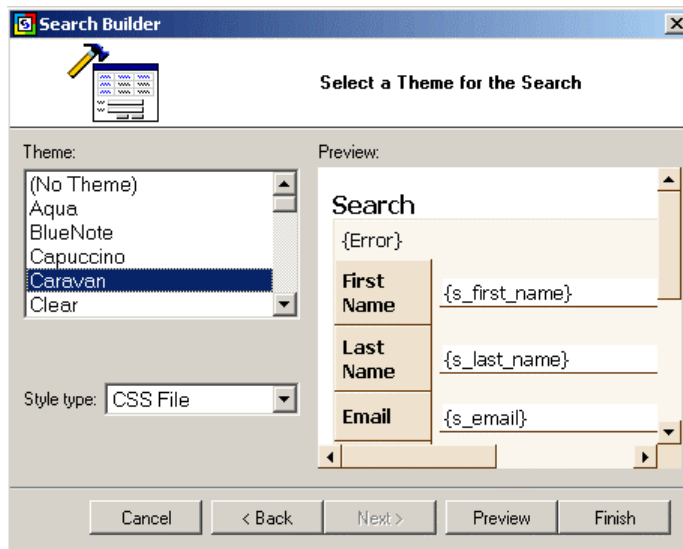 Search Builder
Select a Theme for the Search
Theme:
(No Theme)
Aqua
BlueNote
Capuccino
Caravan
Clear
Style type: CSS File
Preview:
Search
{Error}
First Name {s_first_name}
Last Name {s_last_name}
Email {s_email}
Cancel < Back Next > Preview Finish